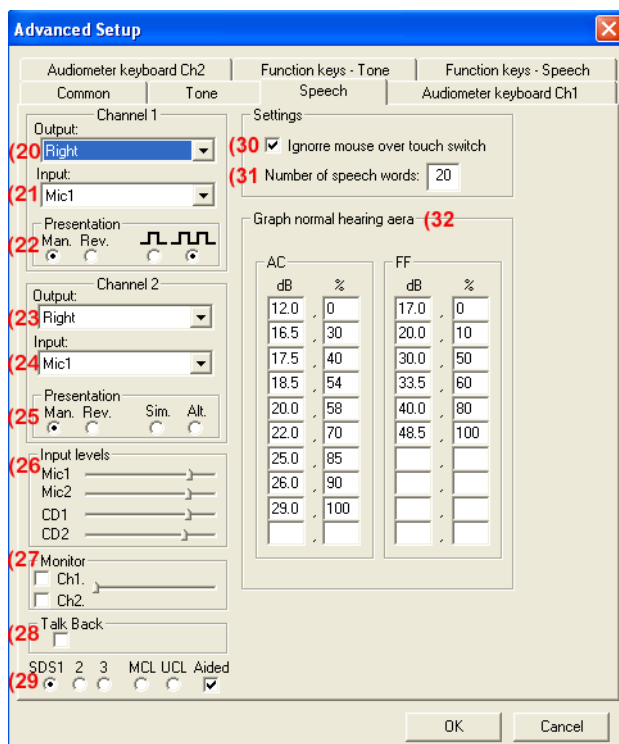 Advanced Setup
Audiometer keyboard Ch2
Function keys - Tone
Function keys - Speech
Common
Tone
Speech
Audiometer keyboard Ch1
Channel 1
Output:
(20 Right
Input:
(21 Mic1
Presentation
(22 Man. Rev.
Channel 2
Output:
(23 Right
Input:
(24 Mic1
Presentation
(25 Man. Rev. Sim. Alt.
(26 Input levels
Mic1
Mic2
CD1
CD2
(27 Monitor
Ch1.
Ch2.
Talk Back
(28
SDS1 2 3 MCL UCL Aided
(29
Settings
(30 Ignorre mouse over touch switch
(31 Number of speech words: 20
Graph normal hearing aera (32
AC
dB %
12.0 , 0
16.5 , 30
17.5 , 40
18.5 , 54
20.0 , 58
22.0 , 70
25.0 , 85
26.0 , 90
29.0 , 100
,
FF
dB %
17.0 , 0
20.0 , 10
30.0 , 50
33.5 , 60
40.0 , 80
48.5 , 100
,
,
,
,
OK
Cancel